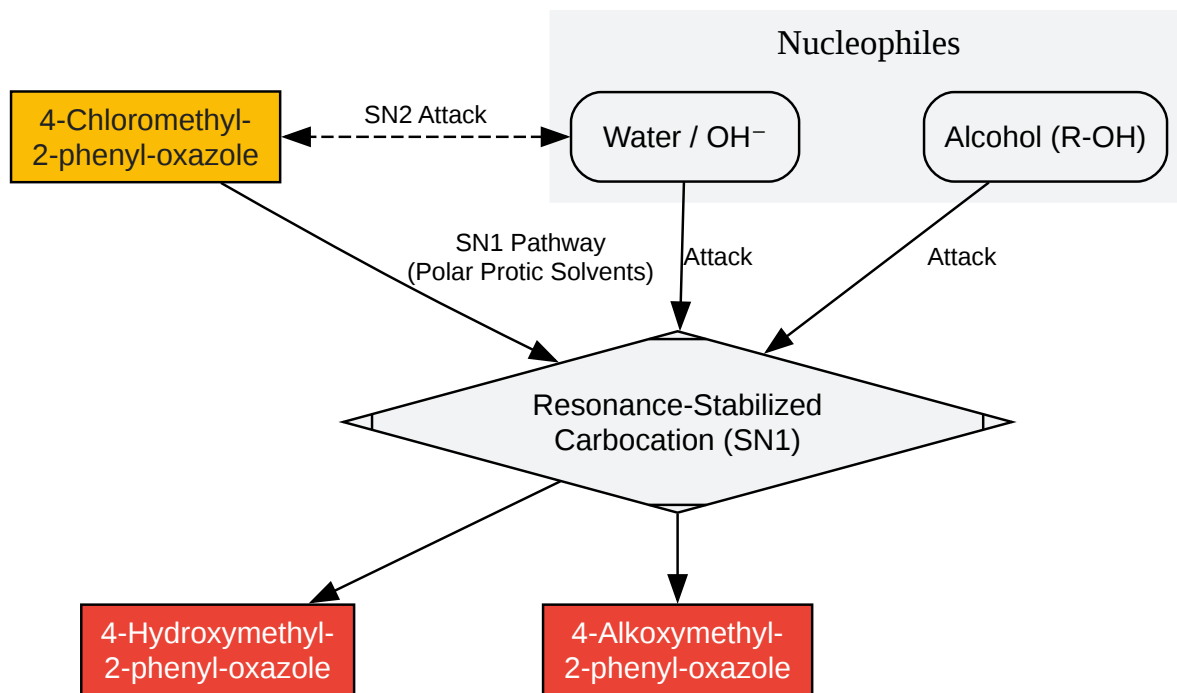 Nucleophiles
4-Chloromethyl-
2-phenyl-oxazole
SN2 Attack
Water / OH⁻
Alcohol (R-OH)
SN1 Pathway
(Polar Protic Solvents)
Attack
Attack
Resonance-Stabilized
Carbocation (SN1)
4-Hydroxymethyl-
2-phenyl-oxazole
4-Alkoxymethyl-
2-phenyl-oxazole